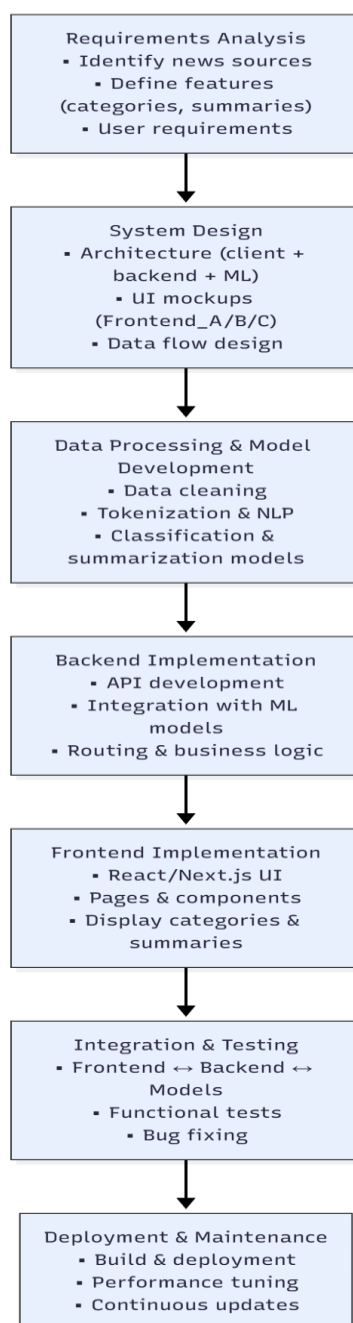 Requirements Analysis
▪ Identify news sources
▪ Define features
(categories, summaries)
▪ User requirements
System Design
▪ Architecture (client +
backend + ML)
▪ UI mockups
(Frontend_A/B/C)
▪ Data flow design
Data Processing & Model
Development
▪ Data cleaning
▪ Tokenization & NLP
▪ Classification &
summarization models
Backend Implementation
▪ API development
▪ Integration with ML
models
▪ Routing & business logic
Frontend Implementation
▪ React/Next.js UI
▪ Pages & components
▪ Display categories &
summaries
Integration & Testing
▪ Frontend ↔ Backend ↔
Models
▪ Functional tests
▪ Bug fixing
Deployment & Maintenance
▪ Build & deployment
▪ Performance tuning
▪ Continuous updates